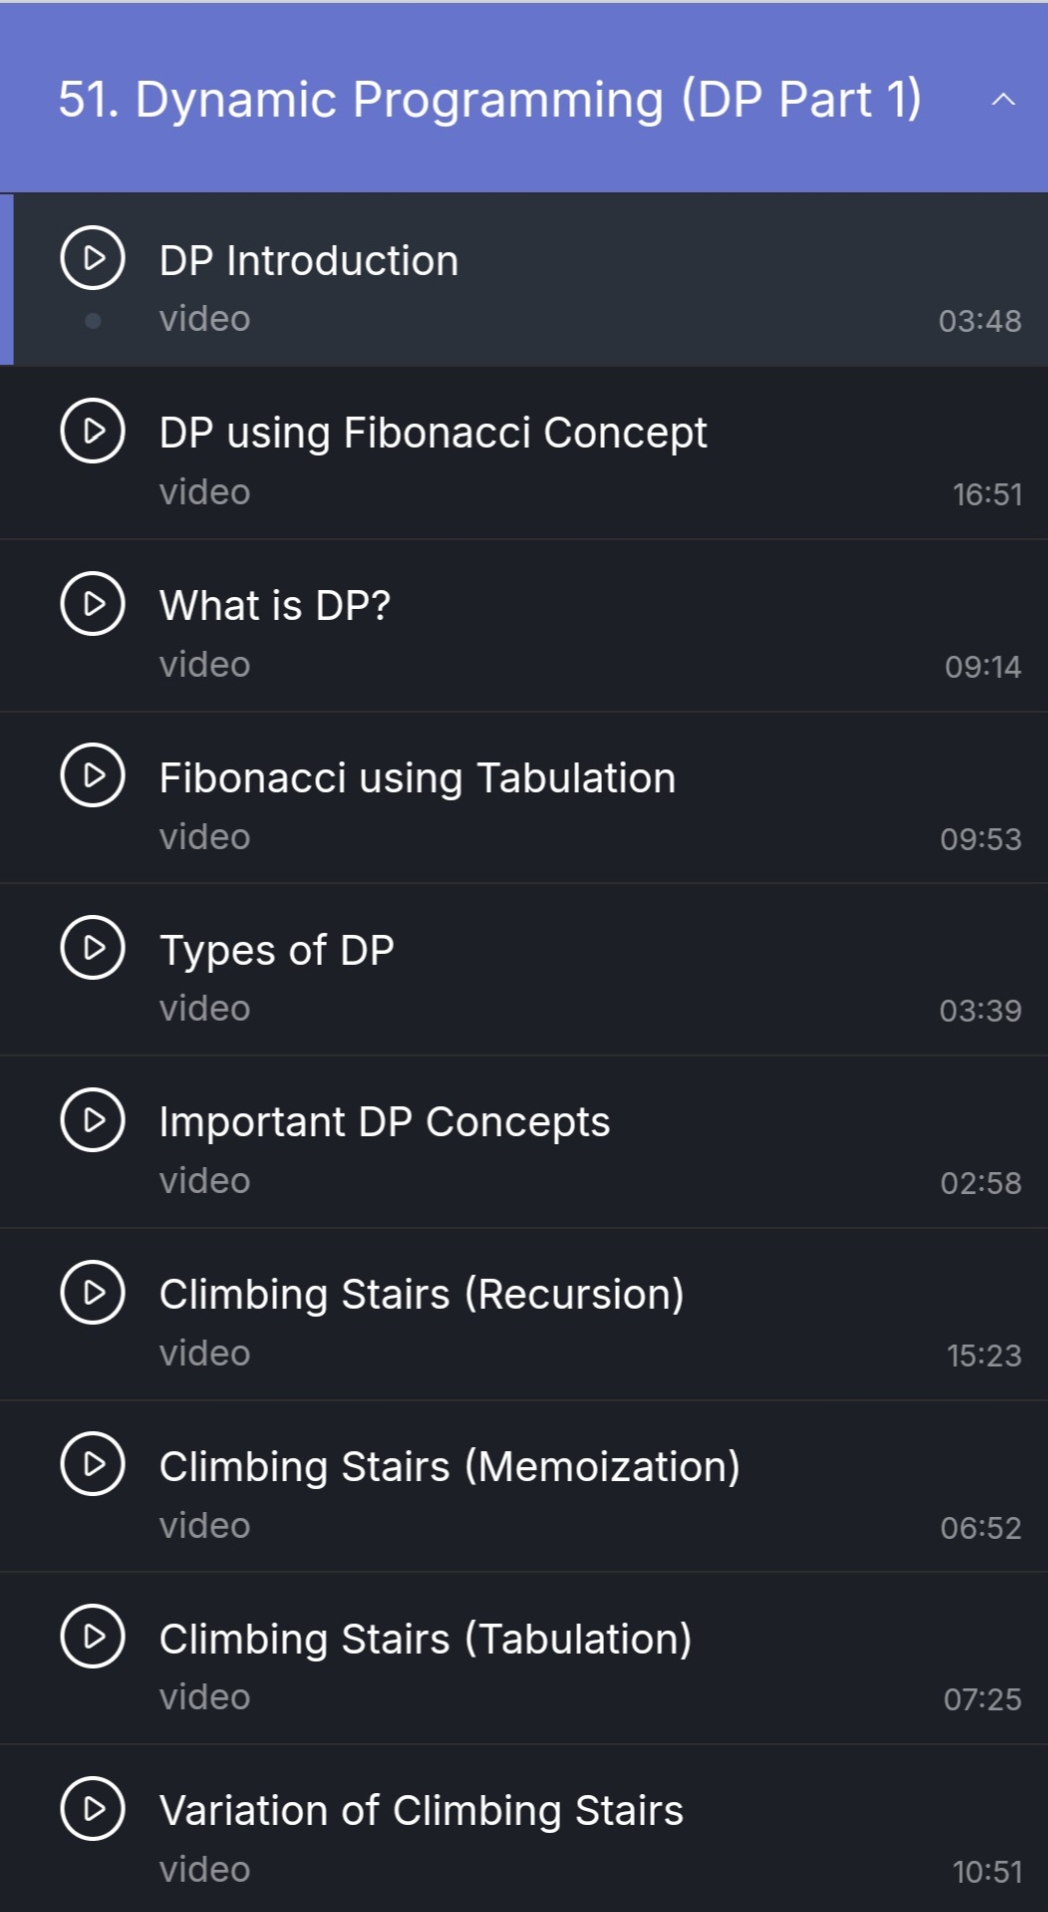 51. Dynamic Programming (DP Part 1)
DP Introduction
video 03:48
DP using Fibonacci Concept
video 16:51
What is DP?
video 09:14
Fibonacci using Tabulation
video 09:53
Types of DP
video 03:39
Important DP Concepts
video 02:58
Climbing Stairs (Recursion)
video 15:23
Climbing Stairs (Memoization)
video 06:52
Climbing Stairs (Tabulation)
video 07:25
Variation of Climbing Stairs
video 10:51